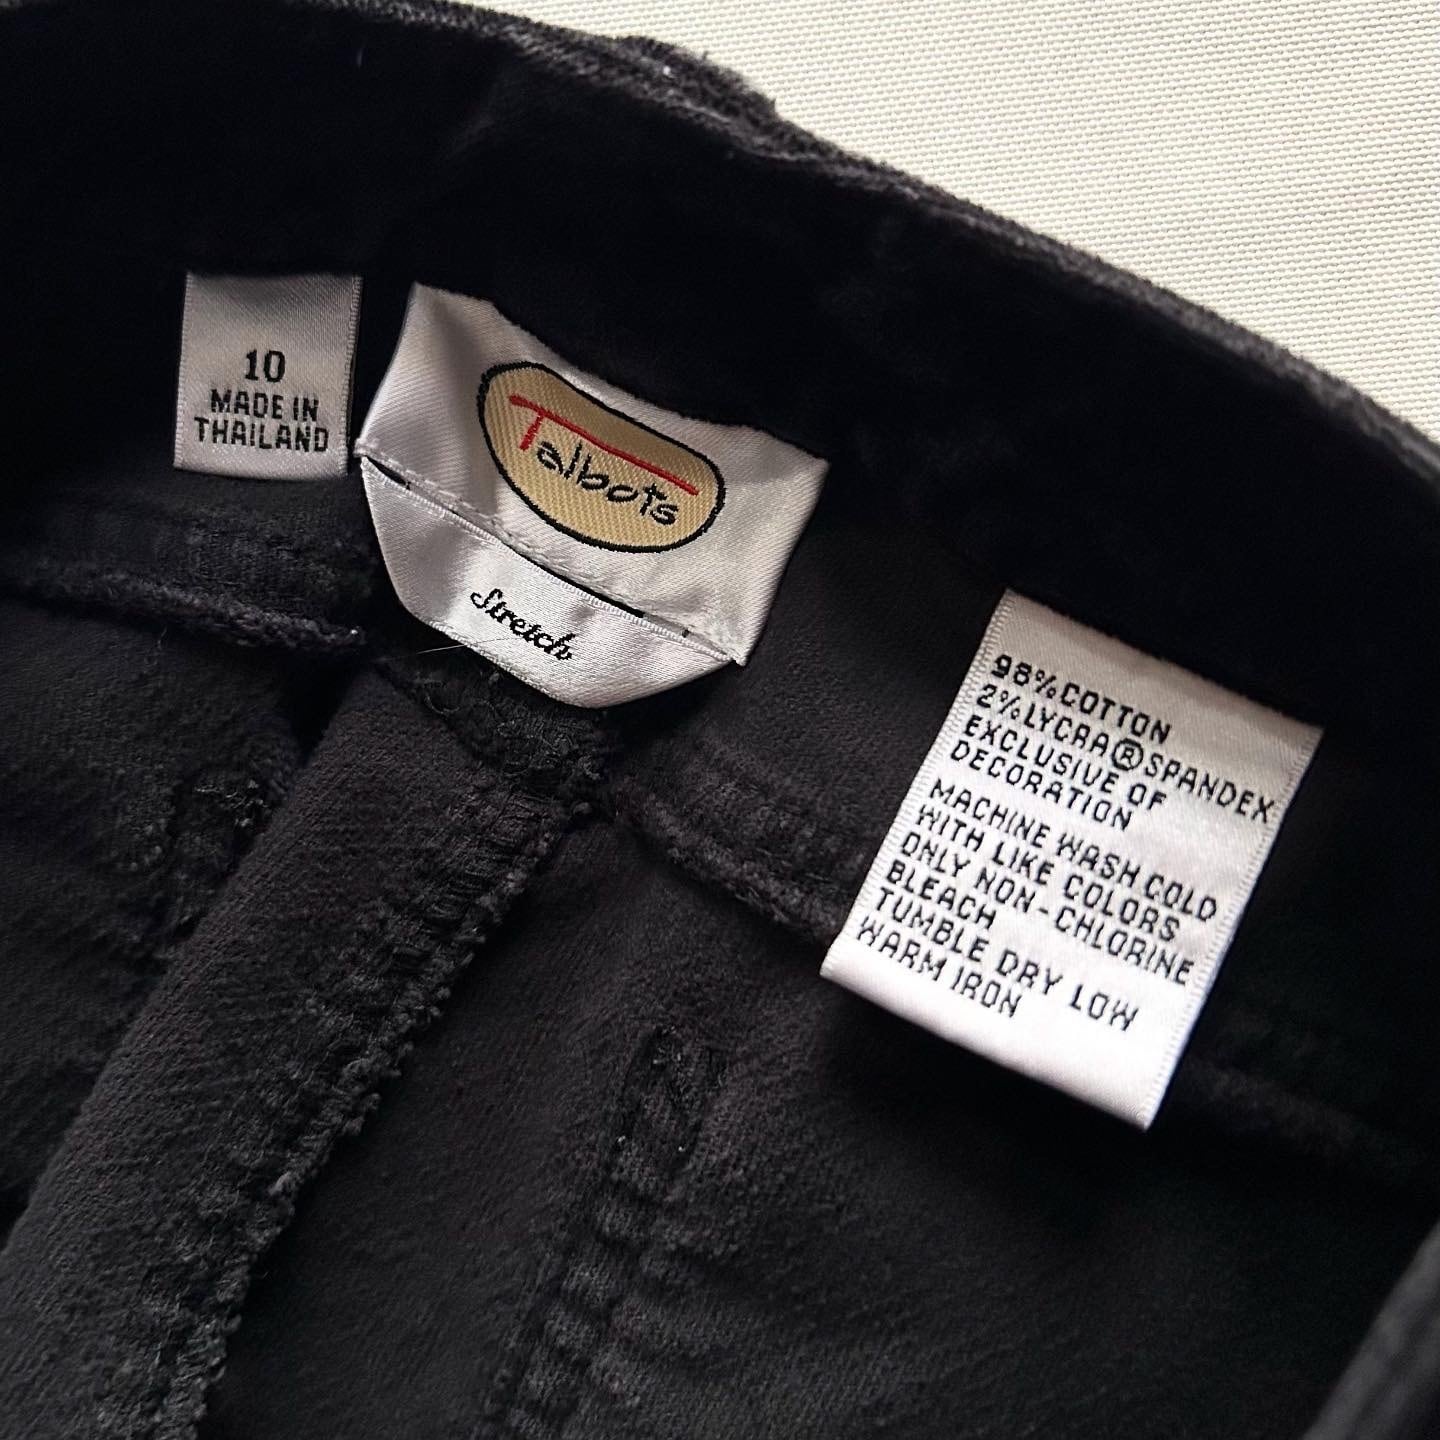 10
MADE IN
THAILAND
Talbots
Stretch
98% COTTON
2% LYCRA® SPANDEX
EXCLUSIVE OF
DECORATION
MACHINE WASH COLD
WITH LIKE COLORS
ONLY NON-CHLORINE
BLEACH
TUMBLE DRY LOW
WARM IRON